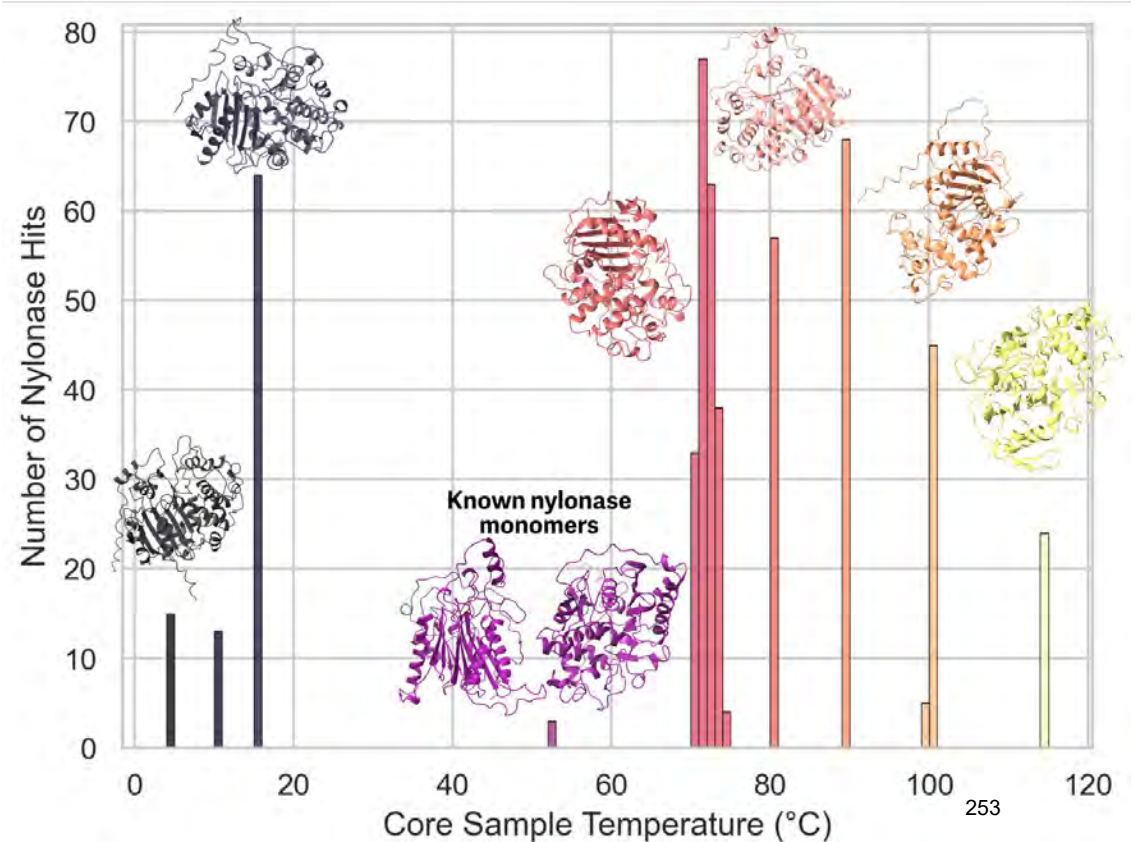 Number of Nylonase Hits
80
70
60
50
40
30
20
10
0
Known nylonase
monomers
0 20 40 60 80 100 120
Core Sample Temperature (°C)
253